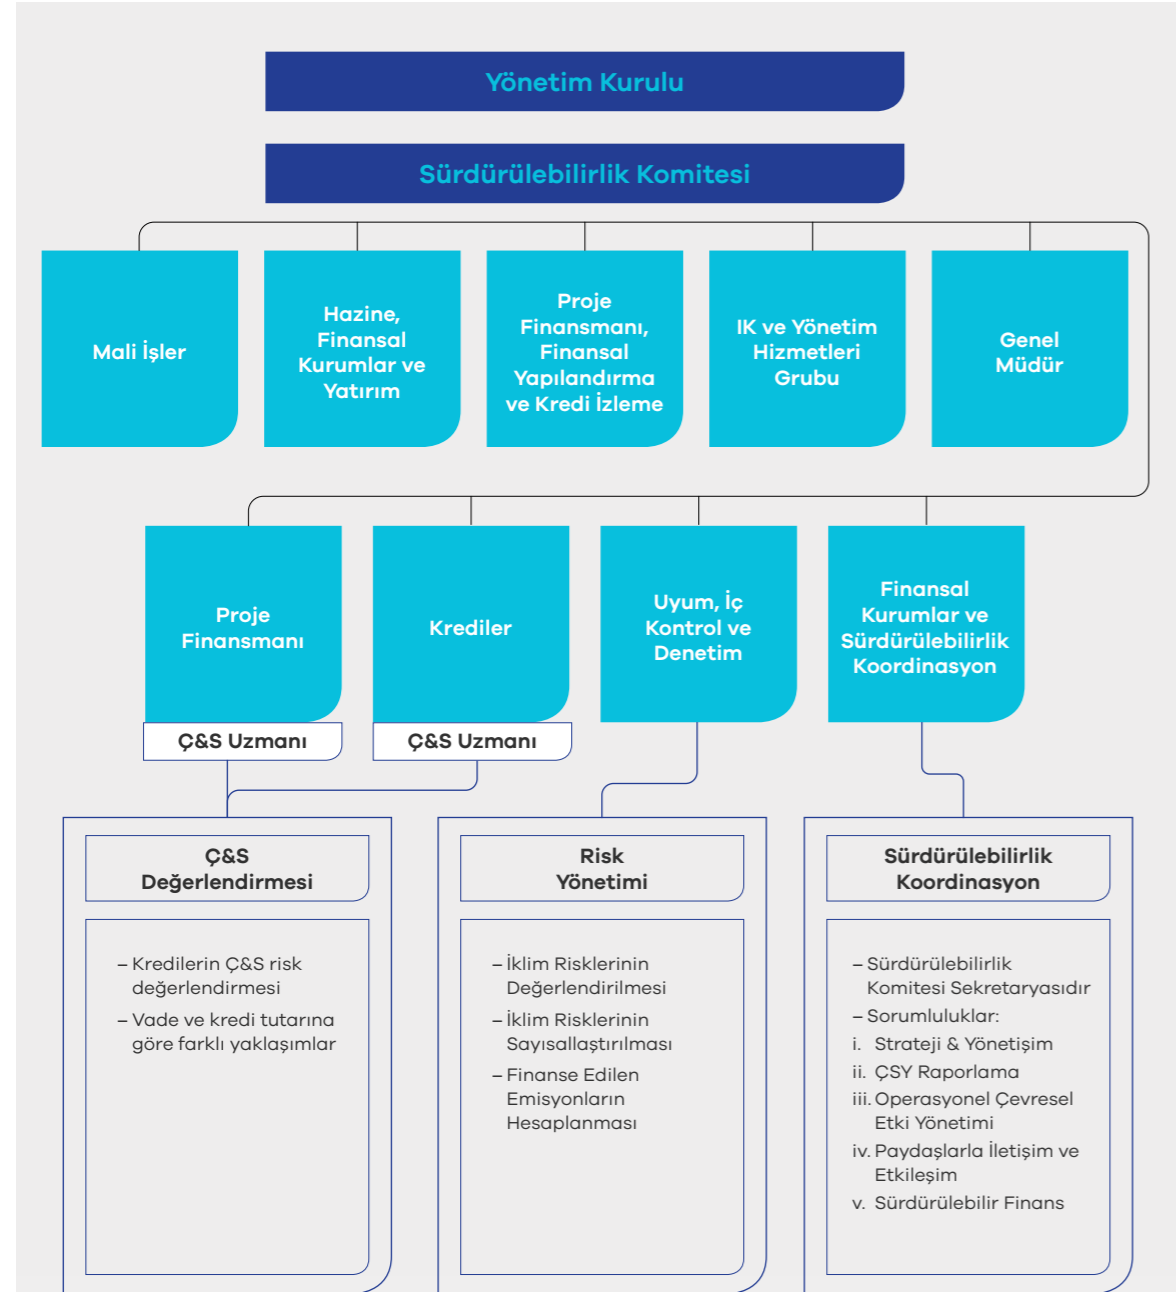 Yönetim Kurulu
Sürdürülebilirlik Komitesi
Mali İşler
Hazine,
Finansal
Kurumlar ve
Yatırım
Proje
Finansmanı,
Finansal
Yapılandırma
ve Kredi İzleme
IK ve Yönetim
Hizmetleri
Grubu
Genel
Müdür
Proje
Finansmanı
Krediler
Uyum, İç
Kontrol ve
Denetim
Finansal
Kurumlar ve
Sürdürülebilirlik
Koordinasyon
Ç&S Uzmanı
Ç&S Uzmanı
Ç&S
Değerlendirmesi
– Kredilerin Ç&S risk
değerlendirmesi
– Vade ve kredi tutarına
göre farklı yaklaşımlar
Risk
Yönetimi
– İklim Risklerinin
Değerlendirilmesi
– İklim Risklerinin
Sayısallaştırılması
– Finanse Edilen
Emisyonların
Hesaplanması
Sürdürülebilirlik
Koordinasyon
– Sürdürülebilirlik
Komitesi Sekretaryasıdır
– Sorumluluklar:
i. Strateji & Yönetişim
ii. ÇSY Raporlama
iii. Operasyonel Çevresel
Etki Yönetimi
iv. Paydaşlarla İletişim ve
Etkileşim
v. Sürdürülebilir Finans